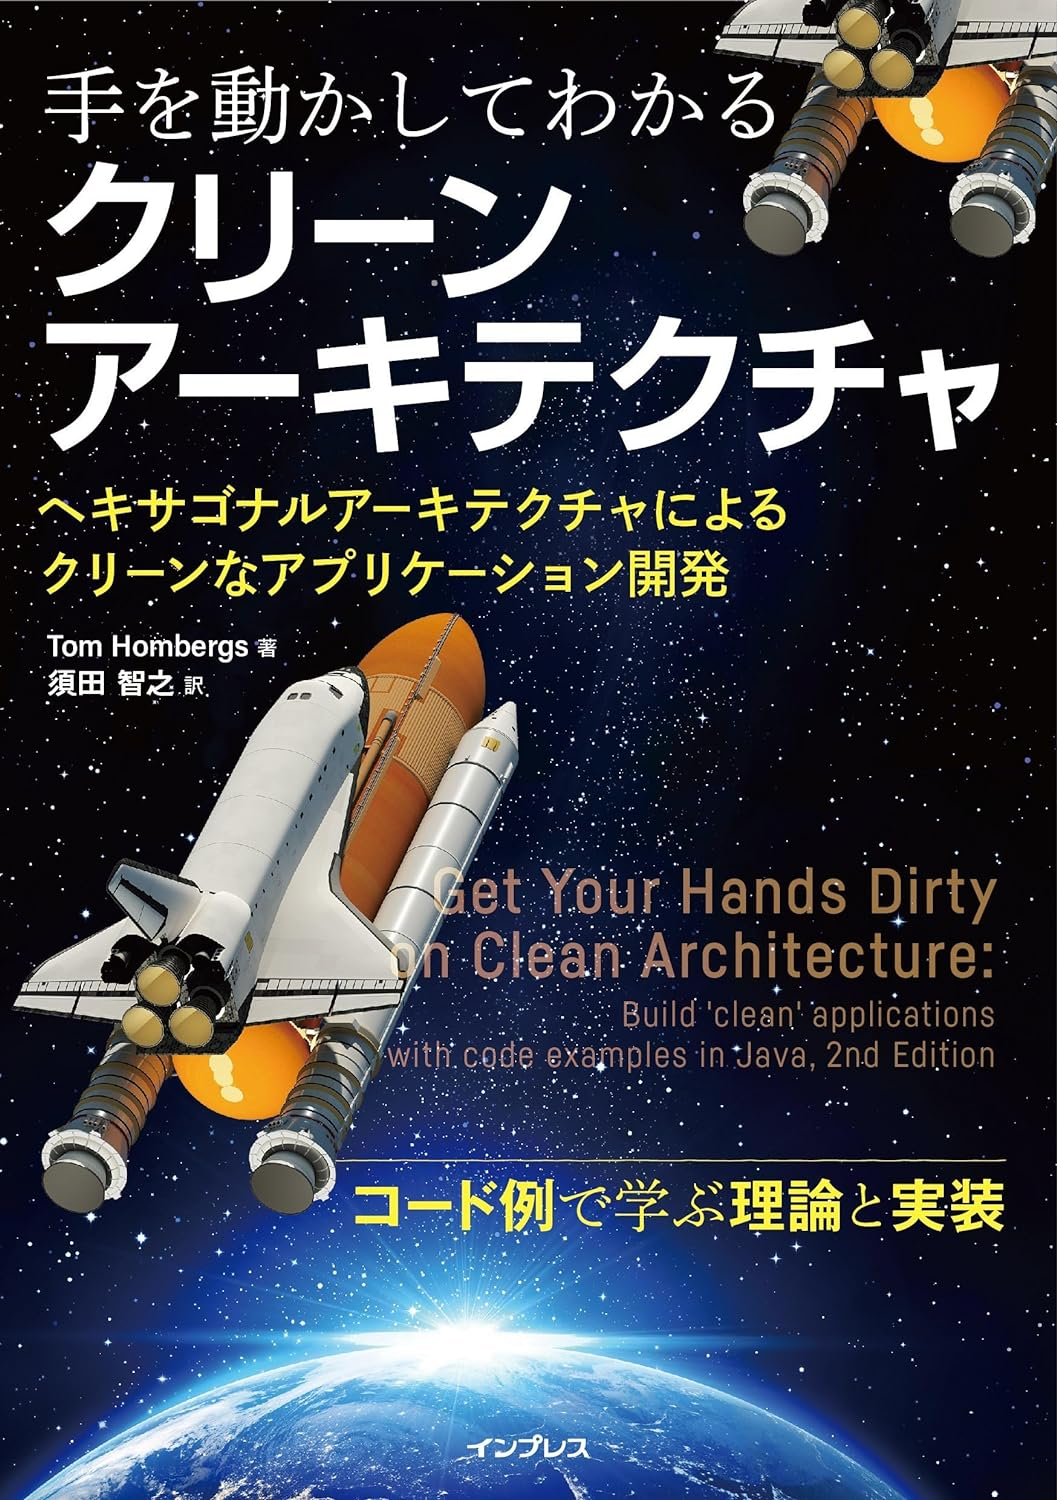 手を動かしてわかる
クリーン
アーキテクチャ
ヘキサゴナルアーキテクチャによる
クリーンなアプリケーション開発
Tom Hombergs 著
須田 智之 訳
Get Your Hands Dirty
on Clean Architecture:
Build 'clean' applications
with code examples in Java, 2nd Edition
コード例で学ぶ理論と実装
インプレス